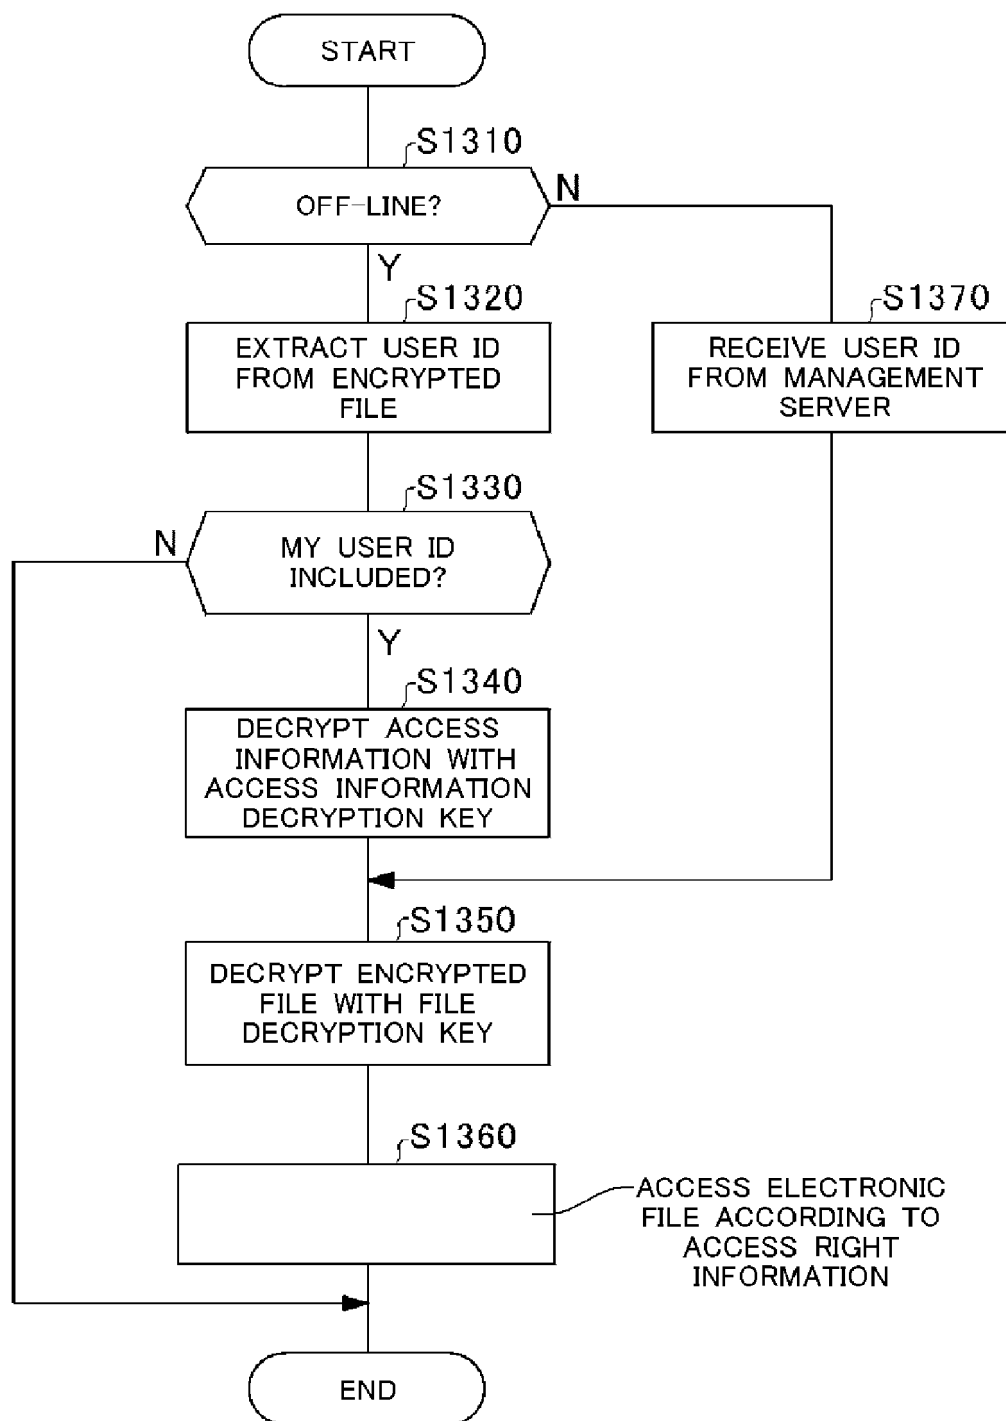 START
S1310
OFF-LINE?
N
Y
S1320
EXTRACT USER ID
FROM ENCRYPTED
FILE
S1370
RECEIVE USER ID
FROM MANAGEMENT
SERVER
S1330
N
MY USER ID
INCLUDED?
Y
S1340
DECRYPT ACCESS
INFORMATION WITH
ACCESS INFORMATION
DECRYPTION KEY
S1350
DECRYPT ENCRYPTED
FILE WITH FILE
DECRYPTION KEY
S1360
ACCESS ELECTRONIC
FILE ACCORDING TO
ACCESS RIGHT
INFORMATION
END